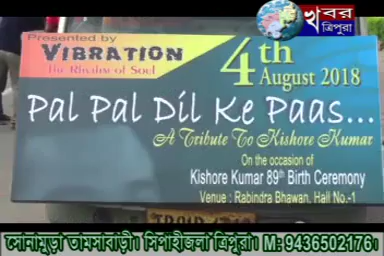 খবর
ত্রিপুরা
Presented by
VIBRATION
The Rhythm of Soul
4th
August 2018
Pal Pal Dil Ke Paas...
A Tribute To Kishore Kumar
On the occasion of
Kishore Kumar 89th Birth Ceremony
Venue : Rabindra Bhawan, Hall No.-1
সোনামুড়া তামসাবাড়ী। সিপাহীজলা ত্রিপুরা। M: 9436502176।